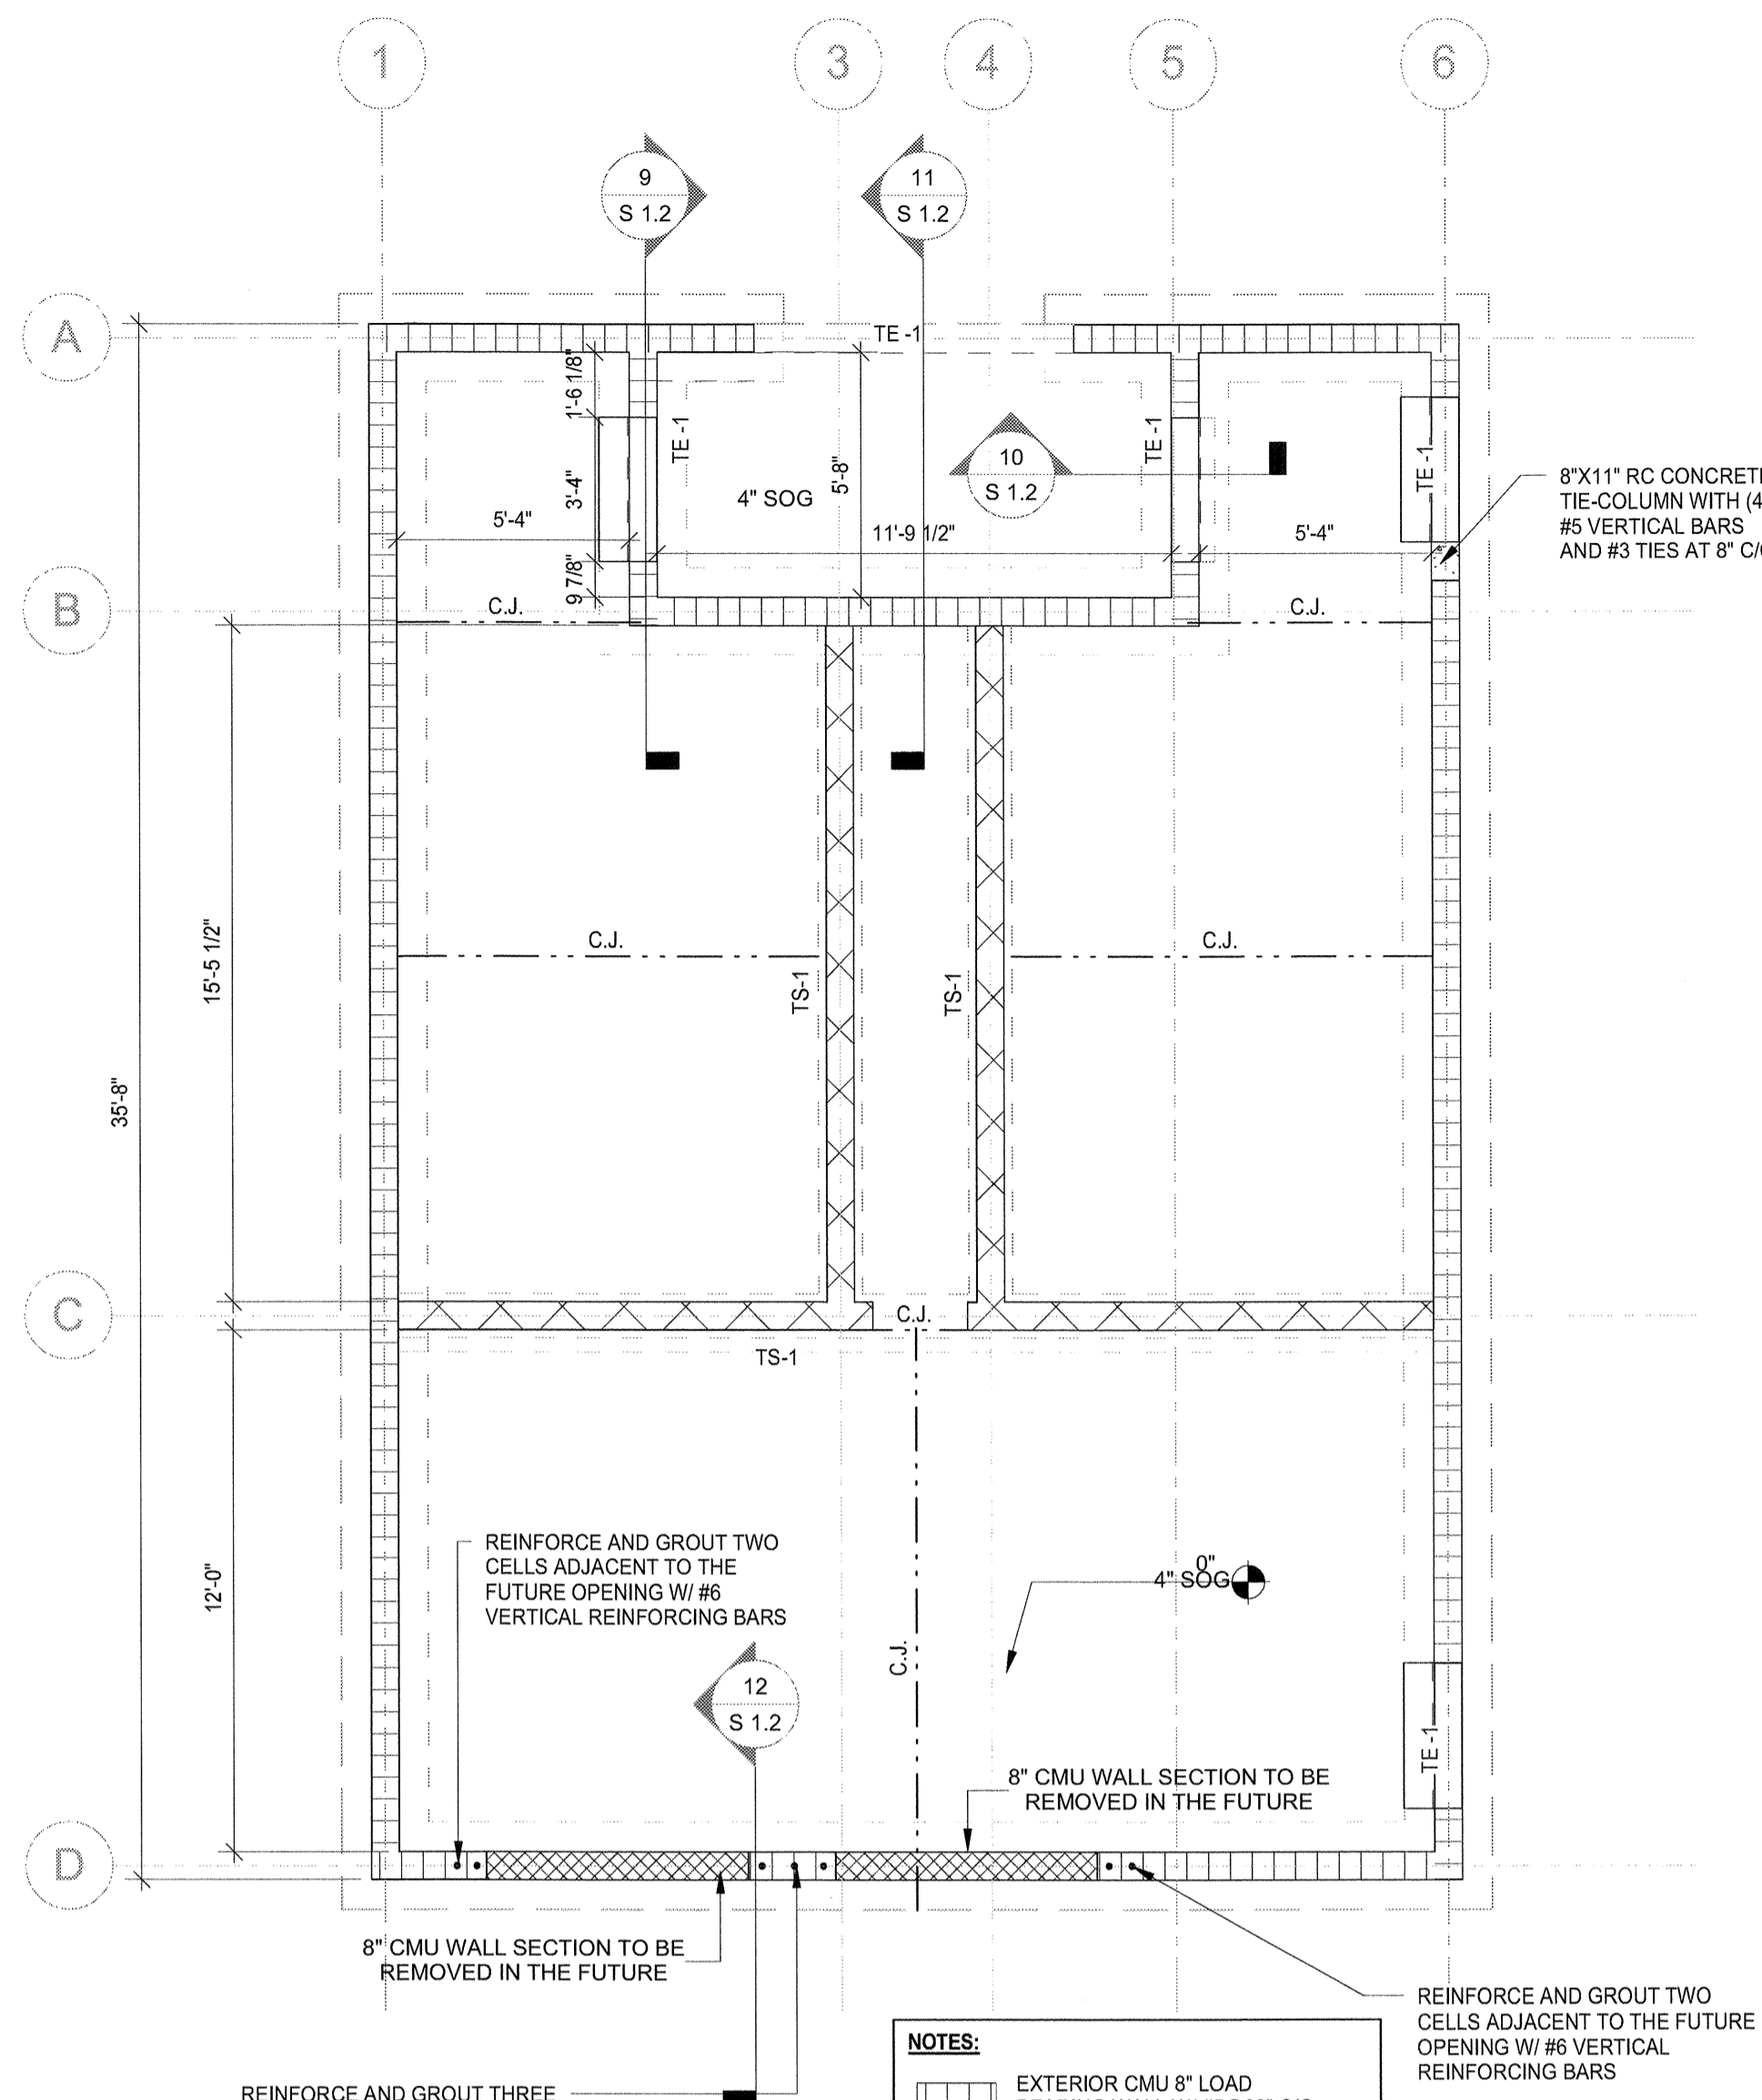 1
3
4
5
6
9
S 1.2
11
S 1.2
A
TE -1
1'-6 1/8"
TE -1
TE -1
TE -1
3'-4"
5'-8"
10
S 1.2
4" SOG
5'-4"
11'-9 1/2"
5'-4"
8"X11" RC CONCRETE
TIE-COLUMN WITH (4
#5 VERTICAL BARS
AND #3 TIES AT 8" C/
9 7/8"
B
C.J.
C.J.
C.J.
C.J.
15'-5 1/2"
TS-1
TS-1
35'-8"
C
C.J.
TS-1
REINFORCE AND GROUT TWO
CELLS ADJACENT TO THE
FUTURE OPENING W/ #6
VERTICAL REINFORCING BARS
0"
4" SOG
12'-0"
C.J.
12
S 1.2
TE -1
8" CMU WALL SECTION TO BE
REMOVED IN THE FUTURE
D
8" CMU WALL SECTION TO BE
REMOVED IN THE FUTURE
REINFORCE AND GROUT TWO
CELLS ADJACENT TO THE FUTURE
OPENING W/ #6 VERTICAL
REINFORCING BARS
NOTES:
EXTERIOR CMU 8" LOAD
REINFORCE AND GROUT THREE